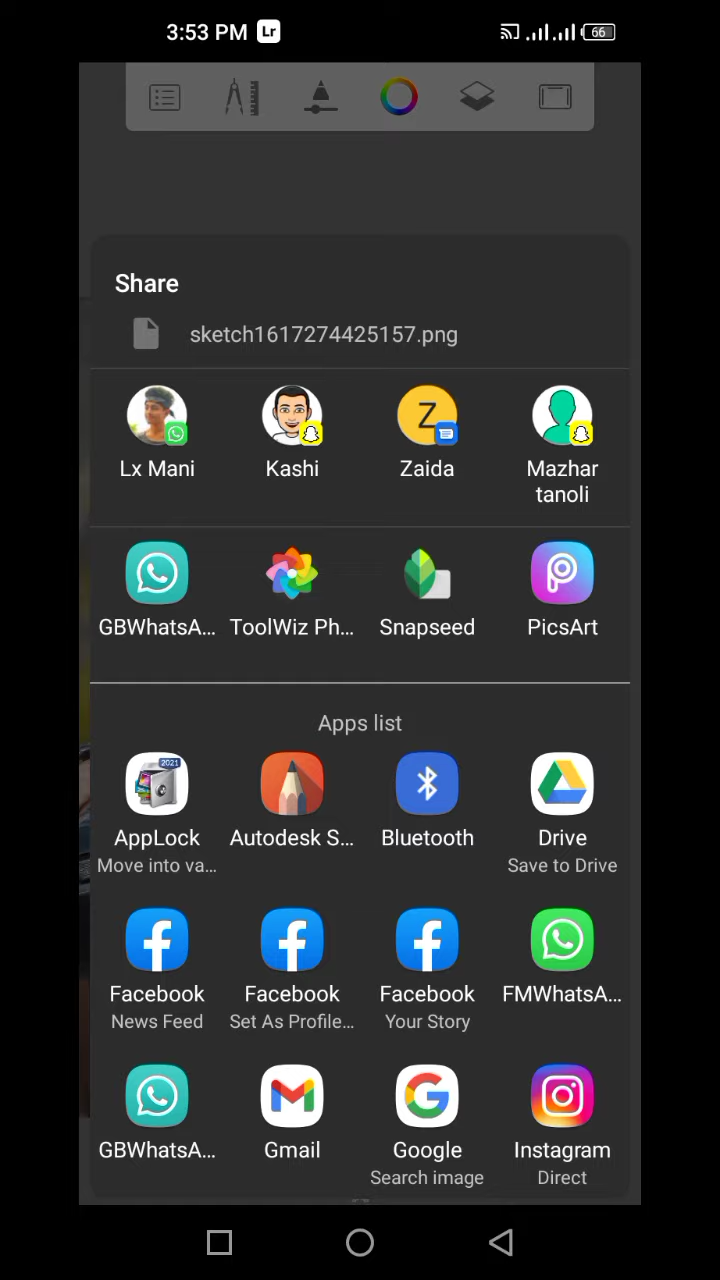 3:53 PM Lr 66
Share
sketch1617274425157.png
Lx Mani Kashi Zaida Mazhar tanoli
Z
GBWhatsA... ToolWiz Ph... Snapseed PicsArt
Apps list
2021
AppLock Autodesk S... Bluetooth Drive
Move into va... Save to Drive
Facebook Facebook Facebook FMWhatsA...
News Feed Set As Profile... Your Story
GBWhatsA... Gmail Google Instagram
Search image Direct